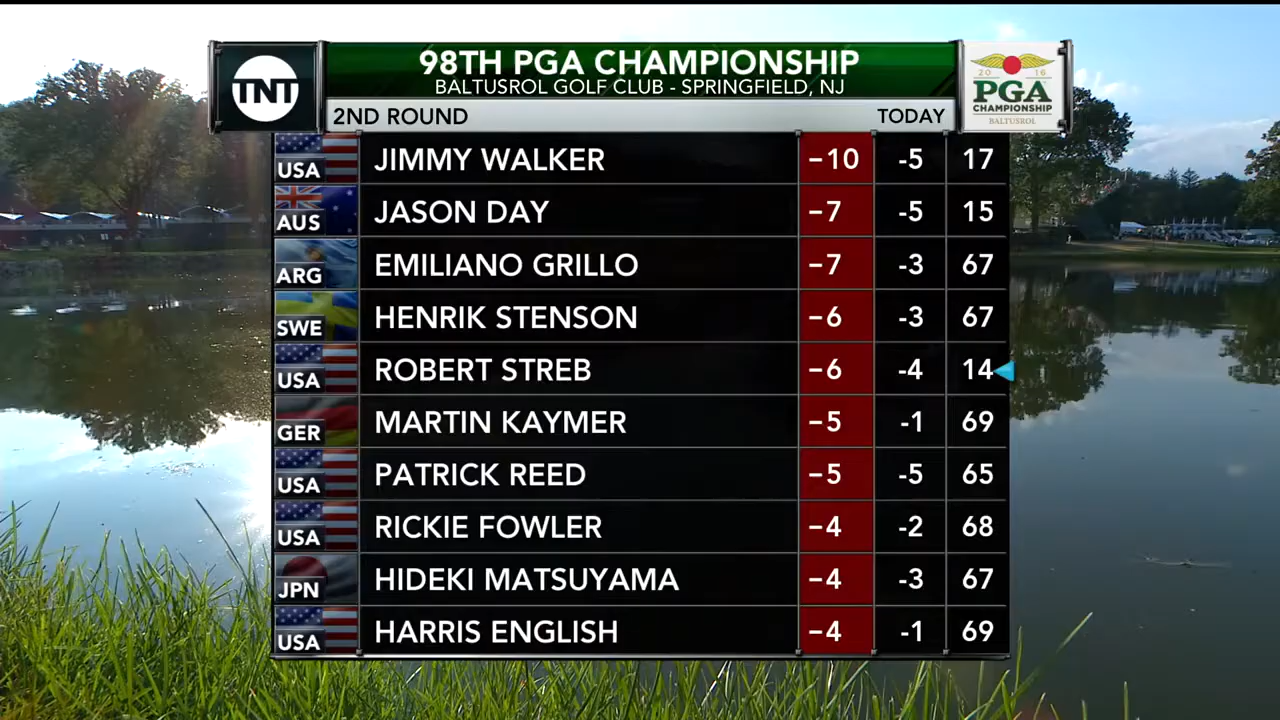 TNT
98TH PGA CHAMPIONSHIP
BALTUSROL GOLF CLUB - SPRINGFIELD, NJ
2016
PGA
CHAMPIONSHIP
BALTUSROL
2ND ROUND TODAY
USA JIMMY WALKER -10 -5 17
AUS JASON DAY -7 -5 15
ARG EMILIANO GRILLO -7 -3 67
SWE HENRIK STENSON -6 -3 67
USA ROBERT STREB -6 -4 14
GER MARTIN KAYMER -5 -1 69
USA PATRICK REED -5 -5 65
USA RICKIE FOWLER -4 -2 68
JPN HIDEKI MATSUYAMA -4 -3 67
USA HARRIS ENGLISH -4 -1 69